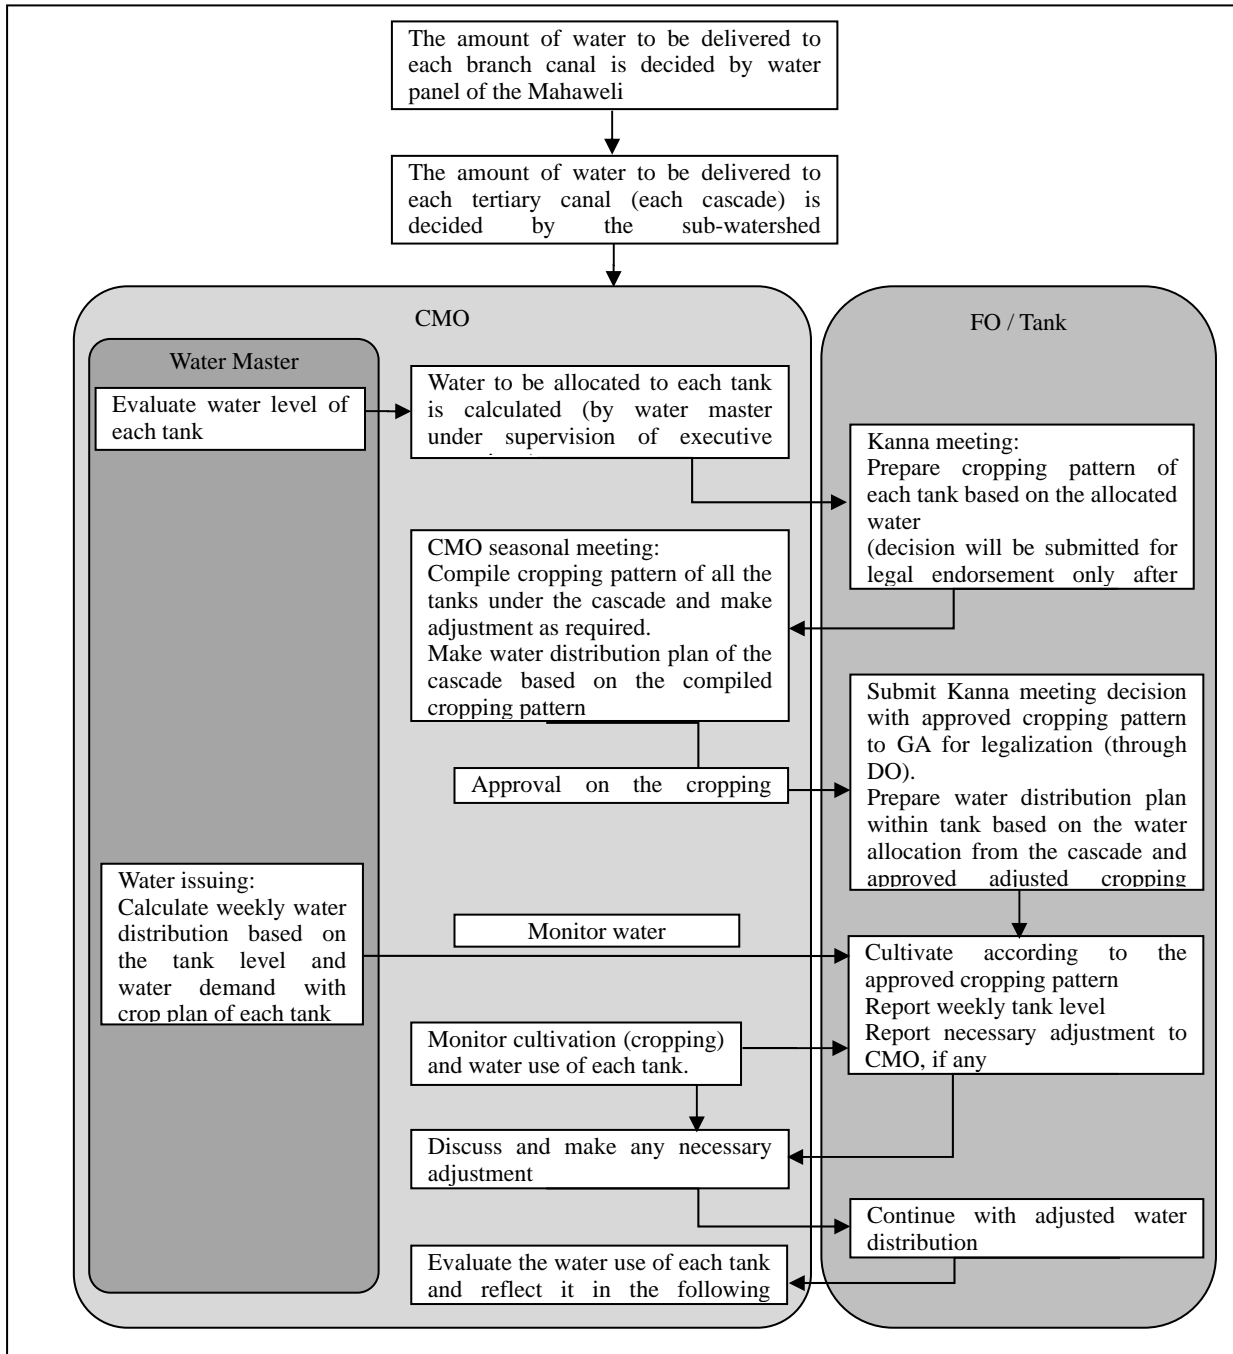 The amount of water to be delivered to
each branch canal is decided by water
panel of the Mahaweli
The amount of water to be delivered to
each tertiary canal (each cascade) is
decided by the sub-watershed
CMO
FO / Tank
Water Master
Evaluate water level of
each tank
Water to be allocated to each tank
is calculated (by water master
under supervision of executive
Kanna meeting:
Prepare cropping pattern of
each tank based on the allocated
water
(decision will be submitted for
legal endorsement only after
CMO seasonal meeting:
Compile cropping pattern of all the
tanks under the cascade and make
adjustment as required.
Make water distribution plan of the
cascade based on the compiled
cropping pattern
Submit Kanna meeting decision
with approved cropping pattern
to GA for legalization (through
DO).
Prepare water distribution plan
within tank based on the water
allocation from the cascade and
approved adjusted cropping
Approval on the cropping
Water issuing:
Calculate weekly water
distribution based on
the tank level and
water demand with
crop plan of each tank
Monitor water
Cultivate according to the
approved cropping pattern
Report weekly tank level
Report necessary adjustment to
CMO, if any
Monitor cultivation (cropping)
and water use of each tank.
Discuss and make any necessary
adjustment
Continue with adjusted water
distribution
Evaluate the water use of each tank
and reflect it in the following